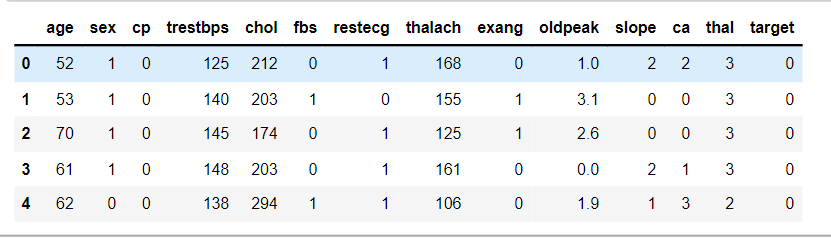 age sex cp trestbps chol fbs restecg thalach exang oldpeak slope ca thal target
0 52 1 0 125 212 0 1 168 0 1.0 2 2 3 0
1 53 1 0 140 203 1 0 155 1 3.1 0 0 3 0
2 70 1 0 145 174 0 1 125 1 2.6 0 0 3 0
3 61 1 0 148 203 0 1 161 0 0.0 2 1 3 0
4 62 0 0 138 294 1 1 106 0 1.9 1 3 2 0